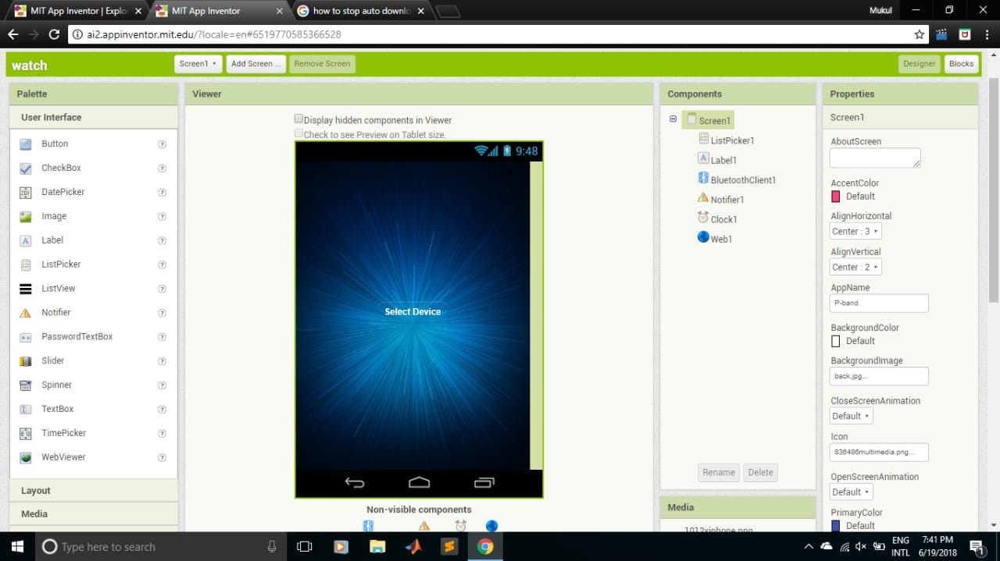 MIT App Inventor | Explor
MIT App Inventor
how to stop auto downlo
Mukul
ai2.appinventor.mit.edu/?locale=en#6519770585366528
watch
Screen1
Add Screen ...
Remove Screen
Designer
Blocks
Palette
User Interface
Button
CheckBox
DatePicker
Image
Label
ListPicker
ListView
Notifier
PasswordTextBox
Slider
Spinner
TextBox
TimePicker
WebViewer
Layout
Media
Viewer
Display hidden components in Viewer
Check to see Preview on Tablet size.
9:48
Select Device
Non-visible components
Components
Screen1
ListPicker1
Label1
BluetoothClient1
Notifier1
Clock1
Web1
Rename
Delete
Media
Properties
Screen1
AboutScreen
AccentColor
Default
AlignHorizontal
Center : 3
AlignVertical
Center : 2
AppName
P-band
BackgroundColor
Default
BackgroundImage
back.jpg...
CloseScreenAnimation
Default
Icon
836486multimedia.png...
OpenScreenAnimation
Default
PrimaryColor
Default
Type here to search
ENG
INTL
7:41 PM
6/19/2018
1